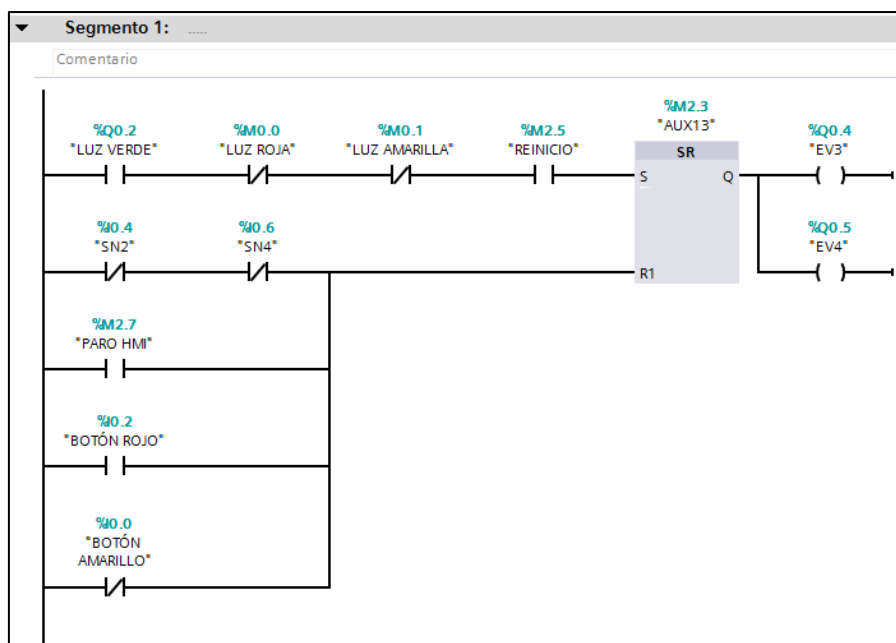 Segmento 1: .....
Comentario
%M2.3
"AUX13"
%Q0.2
"LUZ VERDE"
%M0.0
"LUZ ROJA"
%M0.1
"LUZ AMARILLA"
%M2.5
"REINICIO"
%Q0.4
"EV3"
SR
S
Q
%I0.4
"SN2"
%I0.6
"SN4"
%Q0.5
"EV4"
R1
%M2.7
"PARO HMI"
%I0.2
"BOTÓN ROJO"
%I0.0
"BOTÓN
AMARILLO"